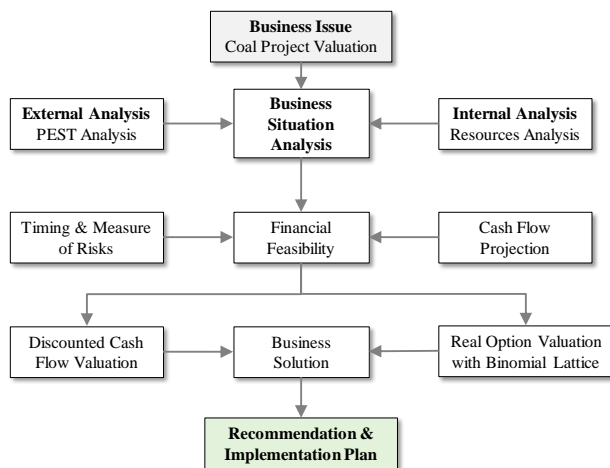 Business Issue
Coal Project Valuation
External Analysis
PEST Analysis
Business
Situation
Analysis
Internal Analysis
Resources Analysis
Timing & Measure
of Risks
Financial
Feasibility
Cash Flow
Projection
Discounted Cash
Flow Valuation
Business
Solution
Real Option Valuation
with Binomial Lattice
Recommendation &
Implementation Plan